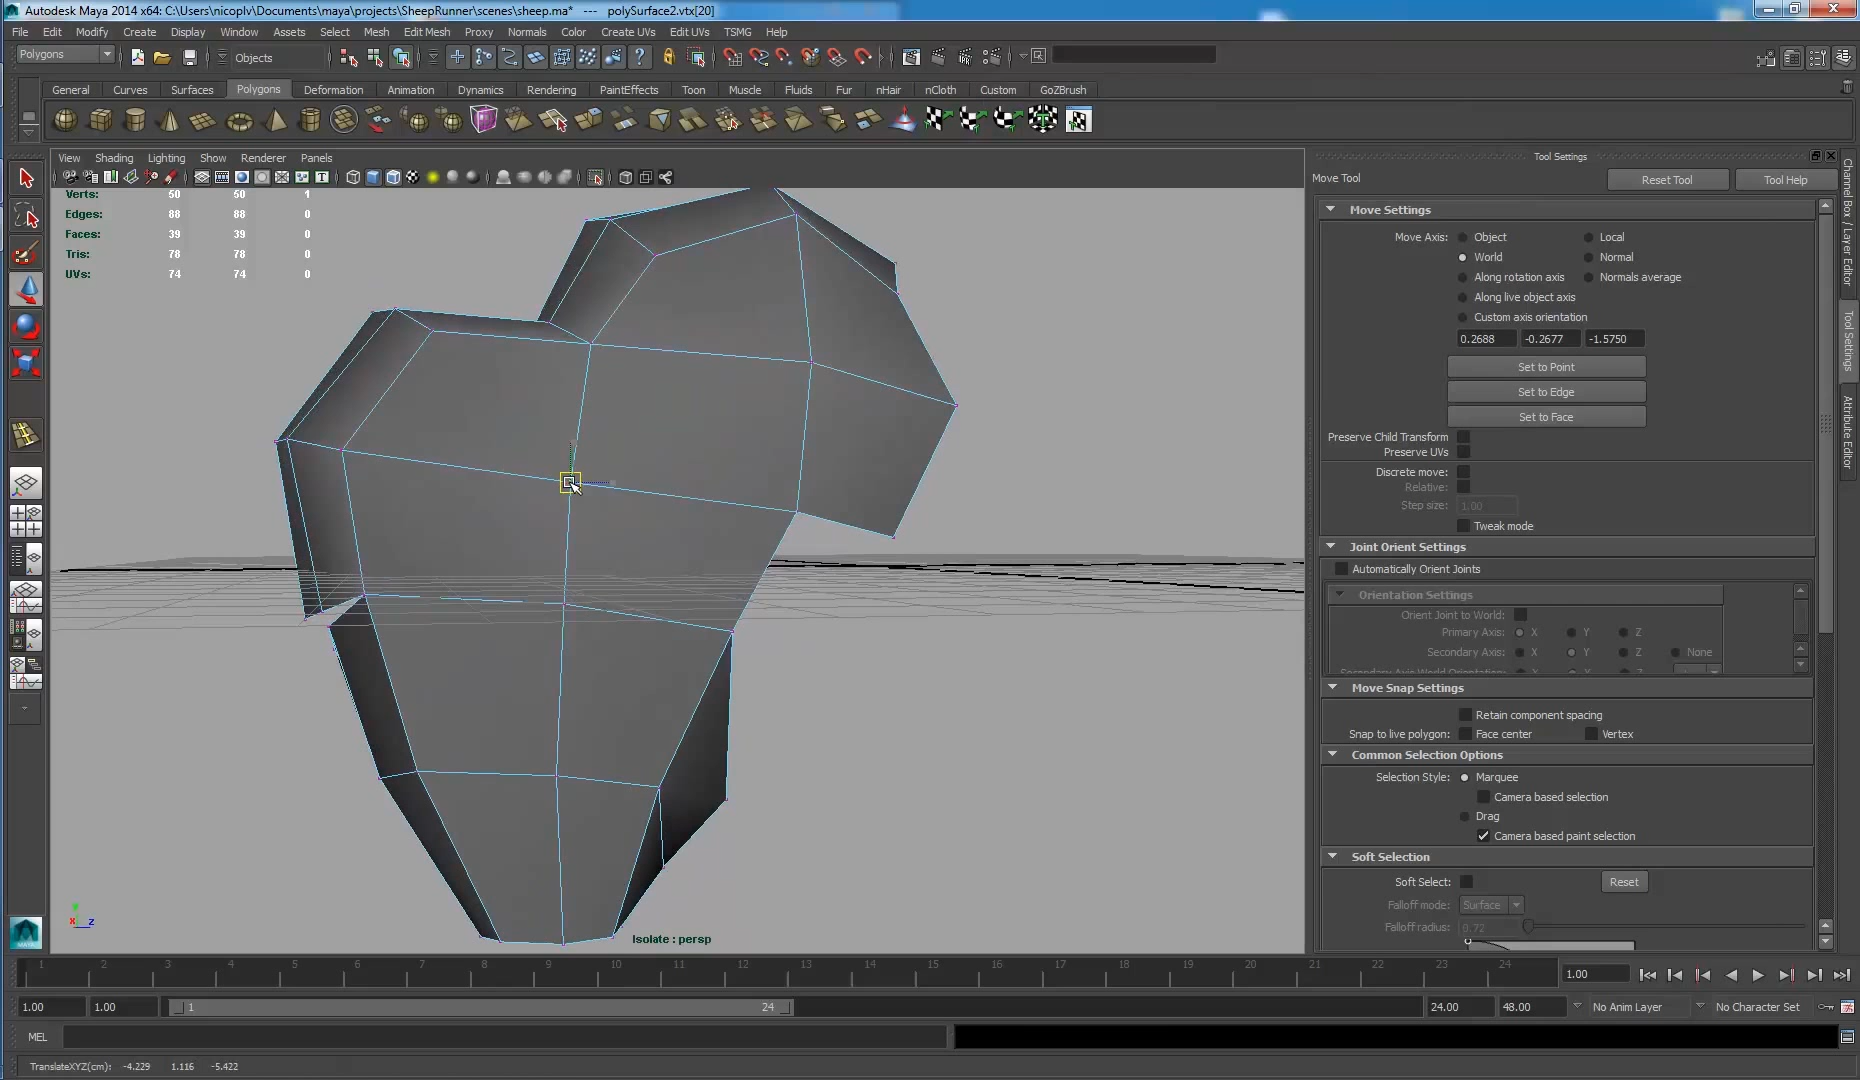 Autodesk Maya 2014 x64: C:\Users\nicoplv\Documents\maya\projects\SheepRunner\scenes\sheep.ma* --- polySurface2.vtx[20]
File Edit Modify Create Display Window Assets Select Mesh Edit Mesh Proxy Normals Color Create UVs Edit UVs TSMG Help
Polygons Objects
General Curves Surfaces Polygons Deformation Animation Dynamics Rendering PaintEffects Toon Muscle Fluids Fur nHair nCloth Custom GoZBrush
View Shading Lighting Show Renderer Panels
Verts: 50 50 1
Edges: 88 88 0
Faces: 39 39 0
Tris: 78 78 0
UVs: 74 74 0
Isolate : persp
Tool Settings
Move Tool Reset Tool Tool Help
Move Settings
Move Axis: Object Local
World Normal
Along rotation axis Normals average
Along live object axis
Custom axis orientation
0.2688 -0.2677 -1.5750
Set to Point
Set to Edge
Set to Face
Preserve Child Transform
Preserve UVs
Discrete move:
Relative:
Step size: 1.00
Tweak mode
Joint Orient Settings
Automatically Orient Joints
Orientation Settings
Orient Joint to World:
Primary Axis: X Y Z
Secondary Axis: X Y Z None
Secondary Axis World Orientation: X Y Z
Move Snap Settings
Retain component spacing
Snap to live polygon: Face center Vertex
Common Selection Options
Selection Style: Marquee
Camera based selection
Drag
Camera based paint selection
Soft Selection
Soft Select: Reset
Falloff mode: Surface
Falloff radius: 0.72
Channel Box / Layer Editor
Tool Settings
Attribute Editor
x z
1 2 3 4 5 6 7 8 9 10 11 12 13 14 15 16 17 18 19 20 21 22 23 24 1.00
1.00 1.00 1 24 24.00 48.00 No Anim Layer No Character Set
MEL
TranslateXYZ(cm): -4.229 1.116 -5.422